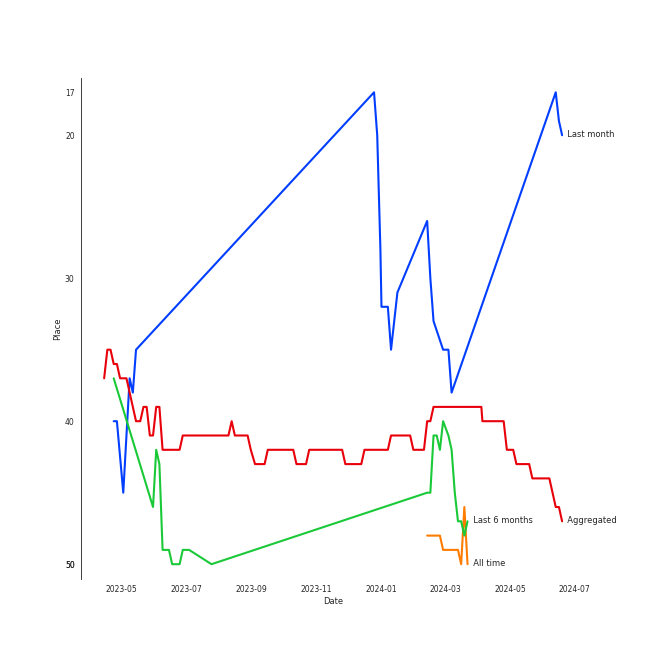 17
20
Last month
30
Place
40
Last 6 months
Aggregated
50
All time
2023-05
2023-07
2023-09
2023-11
2024-01
2024-03
2024-05
2024-07
Date